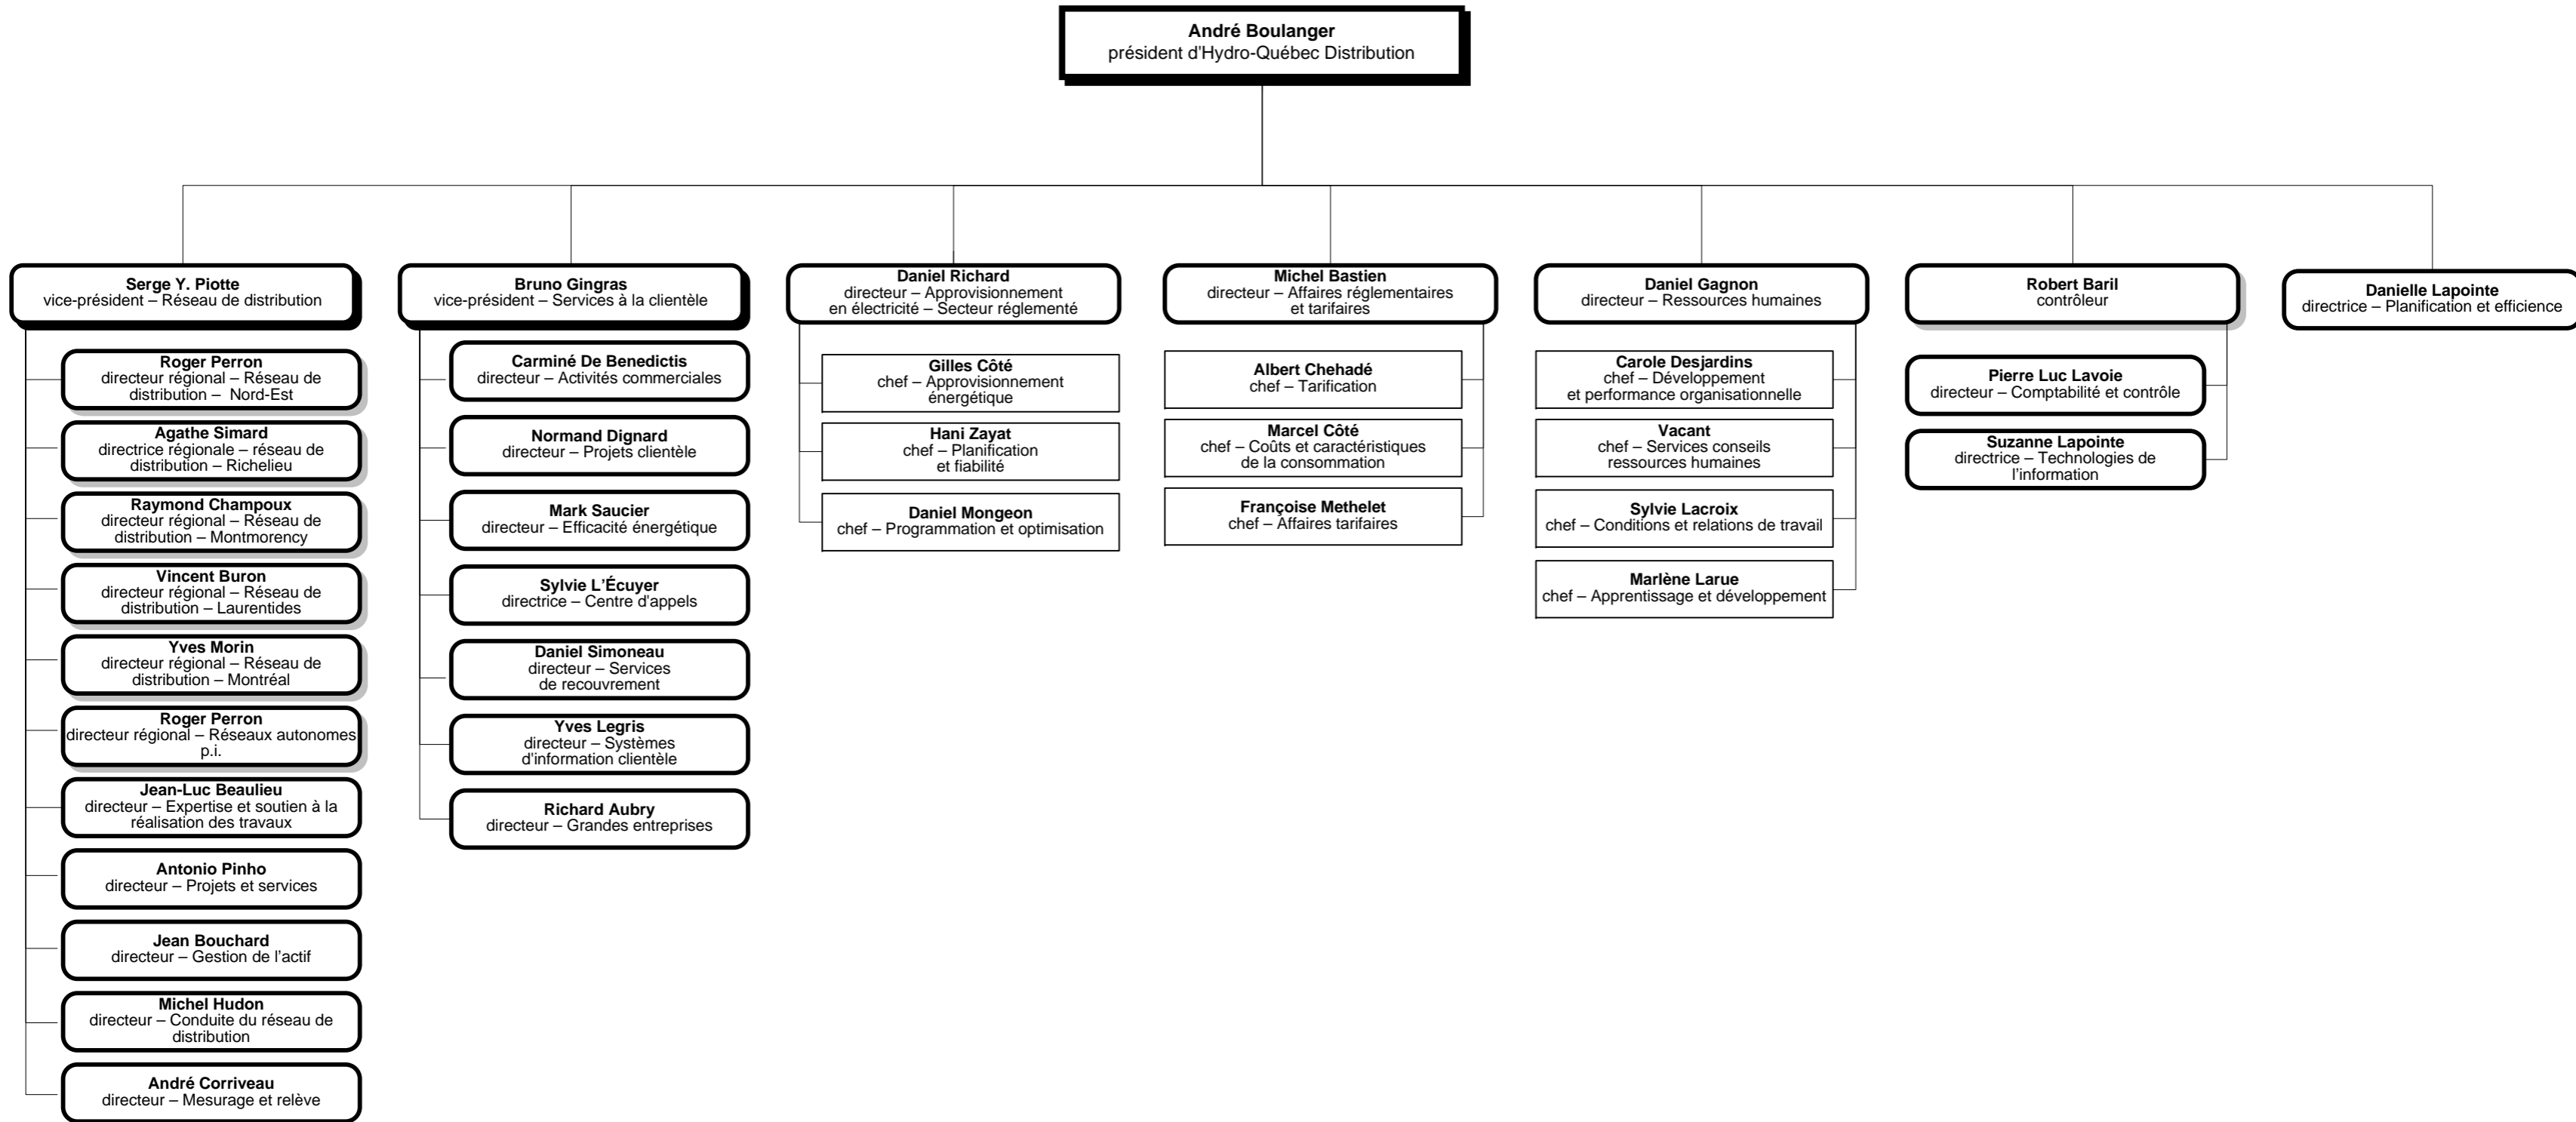 André Boulanger
président d'Hydro-Québec Distribution
Serge Y. Piotte
vice-président – Réseau de distribution
Roger Perron
directeur régional – Réseau de
distribution – Nord-Est
Agathe Simard
directrice régionale – réseau de
distribution – Richelieu
Raymond Champoux
directeur régional – Réseau de
distribution – Montmorency
Vincent Buron
directeur régional – Réseau de
distribution – Laurentides
Yves Morin
directeur régional – Réseau de
distribution – Montréal
Roger Perron
directeur régional – Réseaux autonomes
p.i.
Jean-Luc Beaulieu
directeur – Expertise et soutien à la
réalisation des travaux
Antonio Pinho
directeur – Projets et services
Jean Bouchard
directeur – Gestion de l'actif
Michel Hudon
directeur – Conduite du réseau de
distribution
André Corriveau
directeur – Mesurage et relève
Bruno Gingras
vice-président – Services à la clientèle
Carminé De Benedictis
directeur – Activités commerciales
Normand Dignard
directeur – Projets clientèle
Mark Saucier
directeur – Efficacité énergétique
Sylvie L'Écuyer
directrice – Centre d'appels
Daniel Simoneau
directeur – Services
de recouvrement
Yves Legris
directeur – Systèmes
d'information clientèle
Richard Aubry
directeur – Grandes entreprises
Daniel Richard
directeur – Approvisionnement
en électricité – Secteur réglementé
Gilles Côté
chef – Approvisionnement
énergétique
Hani Zayat
chef – Planification
et fiabilité
Daniel Mongeon
chef – Programmation et optimisation
Michel Bastien
directeur – Affaires réglementaires
et tarifaires
Albert Chehadé
chef – Tarification
Marcel Côté
chef – Coûts et caractéristiques
de la consommation
Françoise Methelet
chef – Affaires tarifaires
Daniel Gagnon
directeur – Ressources humaines
Carole Desjardins
chef – Développement
et performance organisationnelle
Vacant
chef – Services conseils
ressources humaines
Sylvie Lacroix
chef – Conditions et relations de travail
Marlène Larue
chef – Apprentissage et développement
Robert Baril
contrôleur
Pierre Luc Lavoie
directeur – Comptabilité et contrôle
Suzanne Lapointe
directrice – Technologies de
l'information
Danielle Lapointe
directrice – Planification et efficience